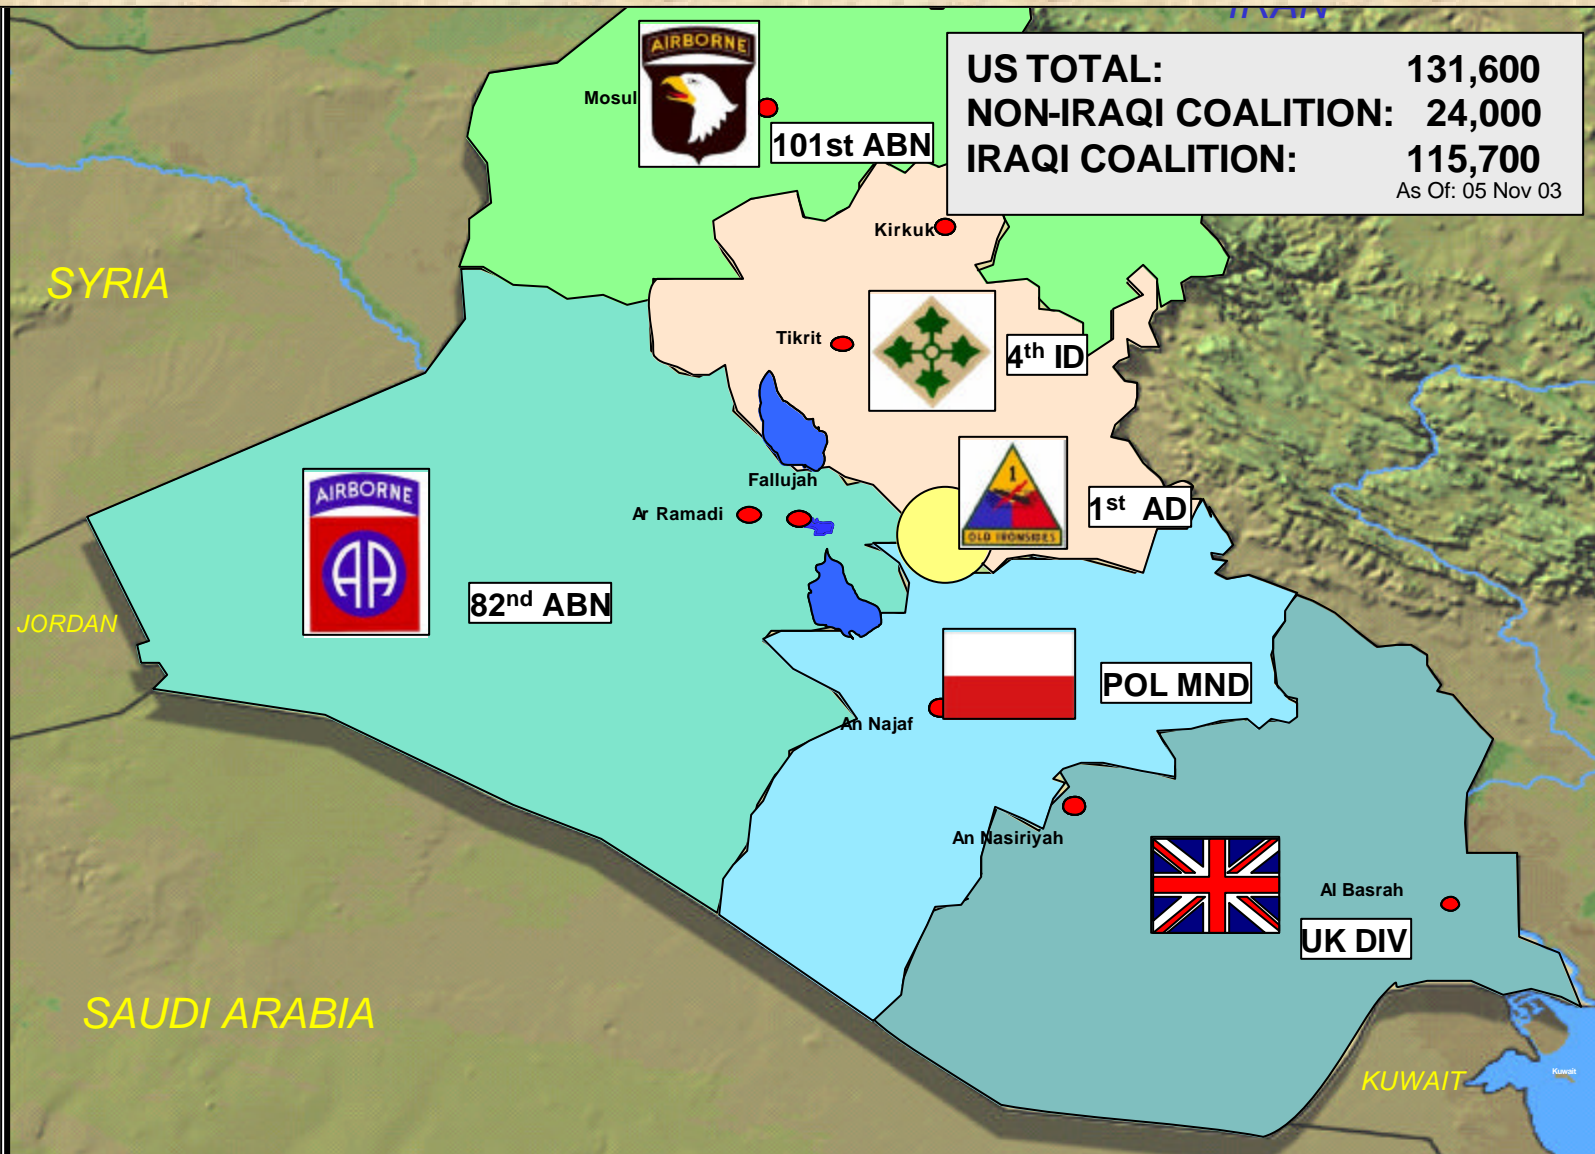 IRAN
US TOTAL: 131,600
NON-IRAQI COALITION: 24,000
IRAQI COALITION: 115,700
As Of: 05 Nov 03
AIRBORNE
Mosul
101st ABN
Kirkuk
SYRIA
Tikrit
4th ID
1
OLD IRONSIDES
1st AD
Fallujah
Ar Ramadi
AIRBORNE
AA
82nd ABN
JORDAN
POL MND
An Najaf
An Nasiriyah
Al Basrah
UK DIV
SAUDI ARABIA
KUWAIT
Kuwait